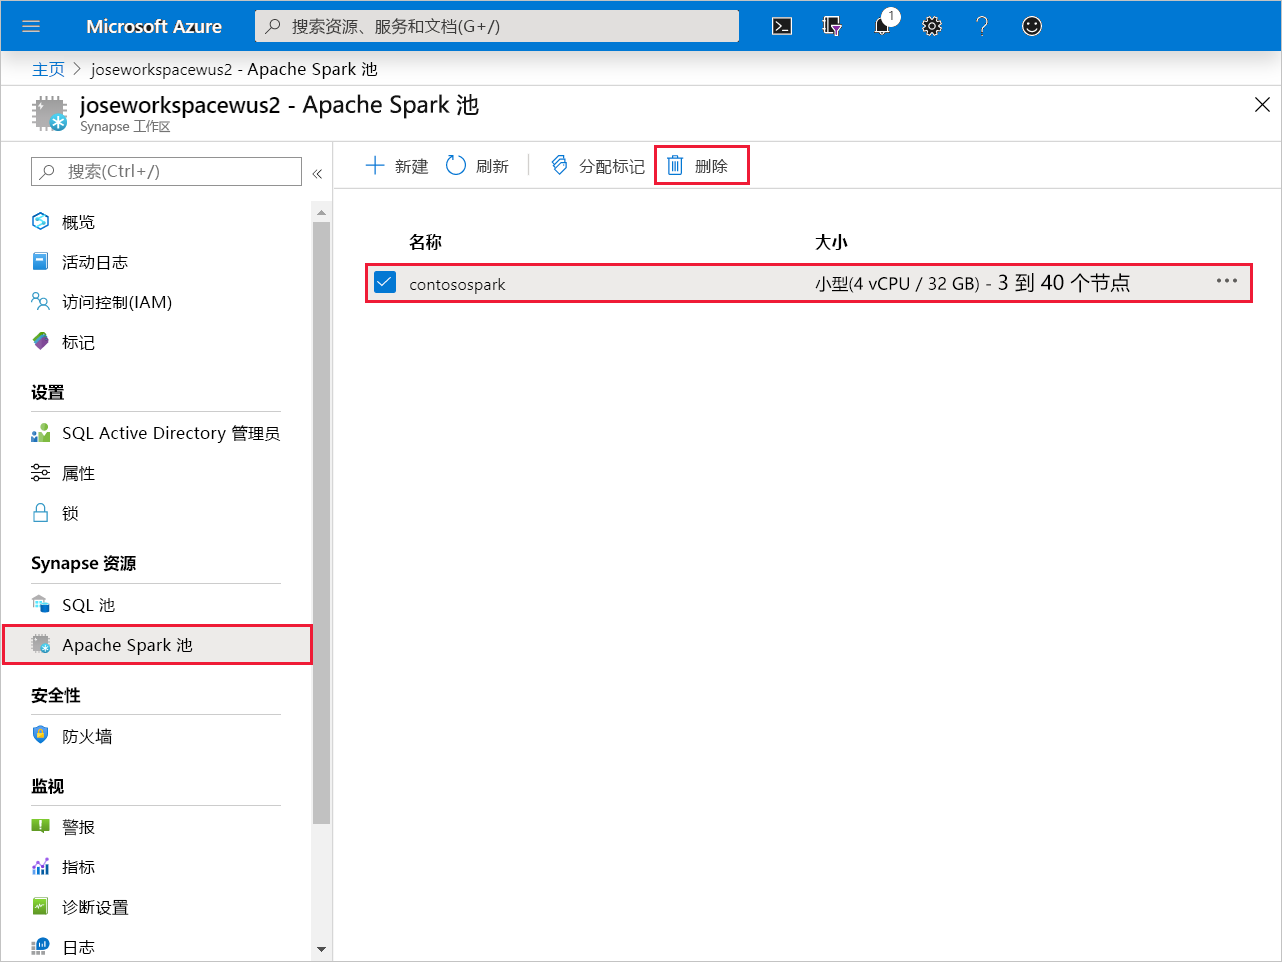 Microsoft Azure
搜索资源、服务和文档(G+/)
1
主页 > joseworkspacewus2 - Apache Spark 池
joseworkspacewus2 - Apache Spark 池
Synapse 工作区
搜索(Ctrl+/)
«
新建
刷新
分配标记
删除
概览
活动日志
访问控制(IAM)
标记
设置
SQL Active Directory 管理员
属性
锁
Synapse 资源
SQL 池
Apache Spark 池
安全性
防火墙
监视
警报
指标
诊断设置
日志
名称 大小
contosospark 小型(4 vCPU / 32 GB) - 3 到 40 个节点